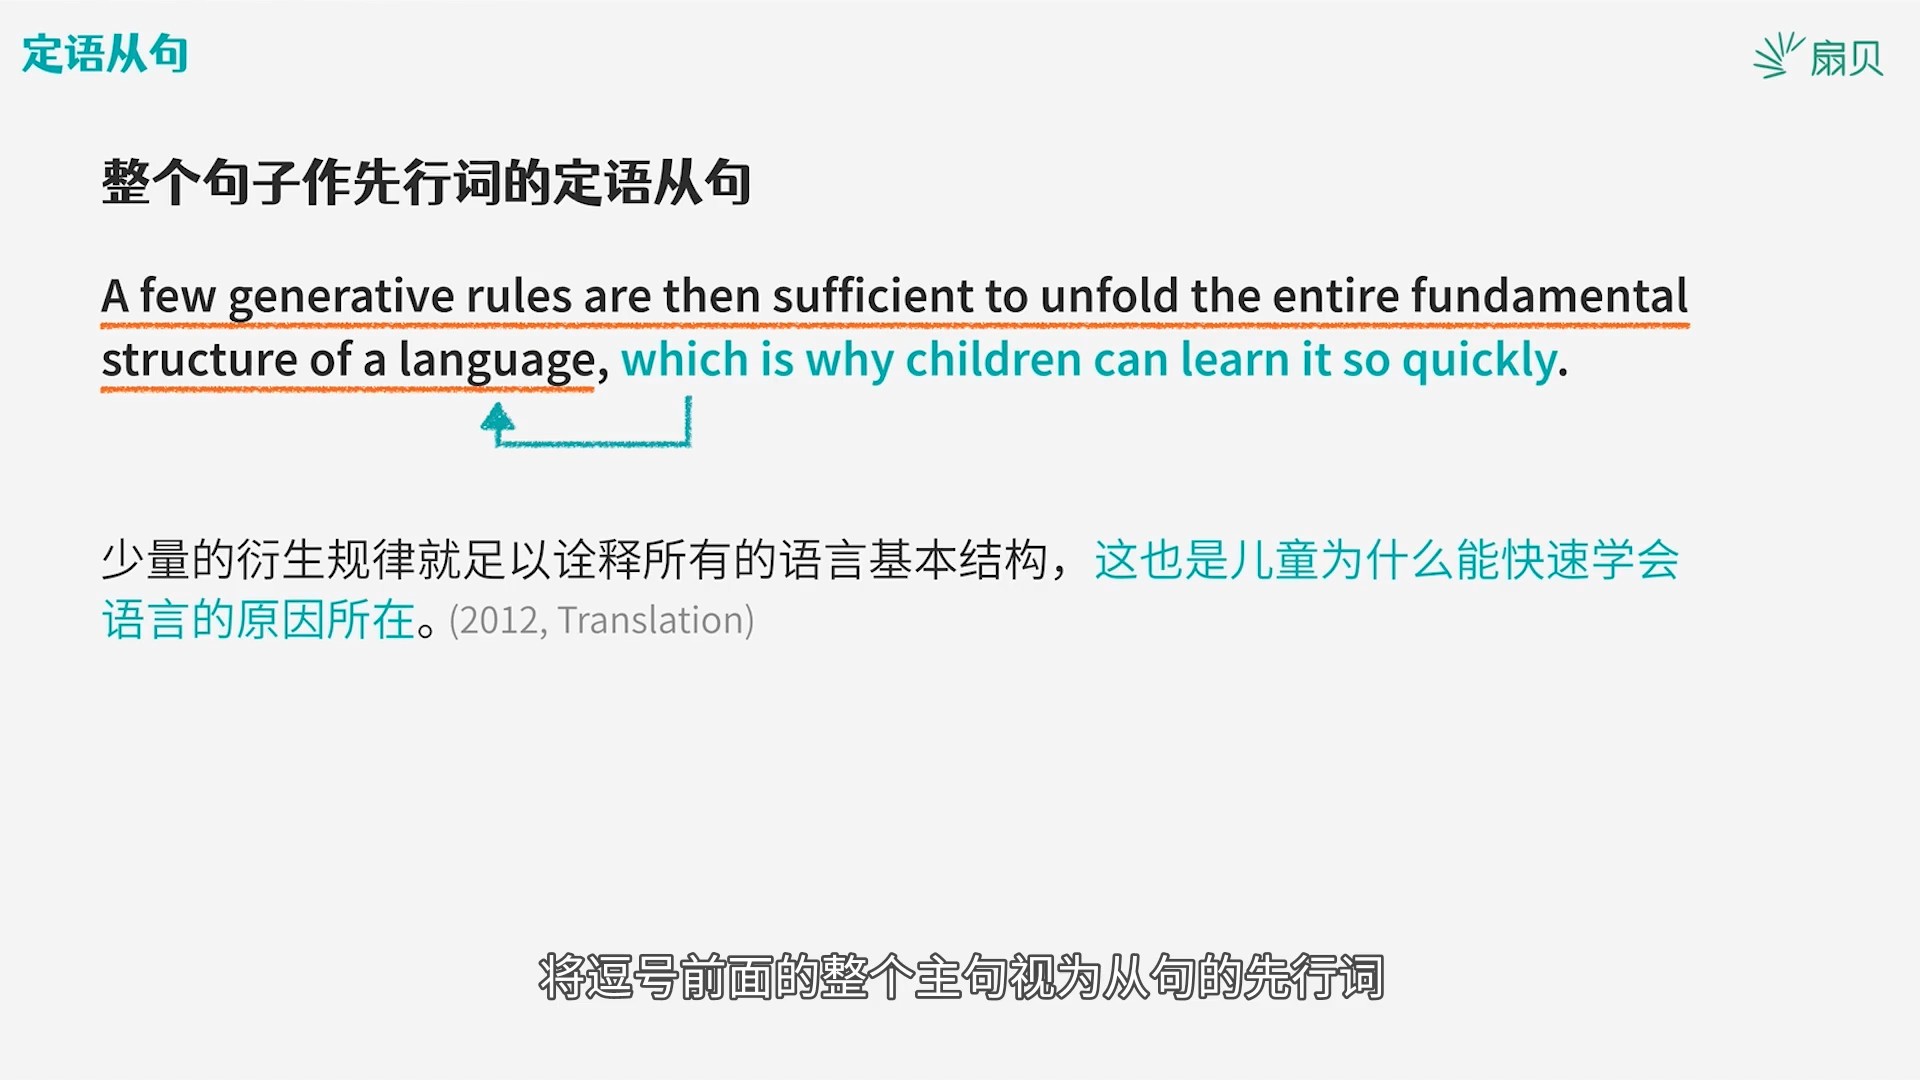 定语从句
扇贝
整个句子作先行词的定语从句
A few generative rules are then sufficient to unfold the entire fundamental
structure of a language, which is why children can learn it so quickly.
少量的衍生规律就足以诠释所有的语言基本结构，这也是儿童为什么能快速学会
语言的原因所在。(2012, Translation)
将逗号前面的整个主句视为从句的先行词